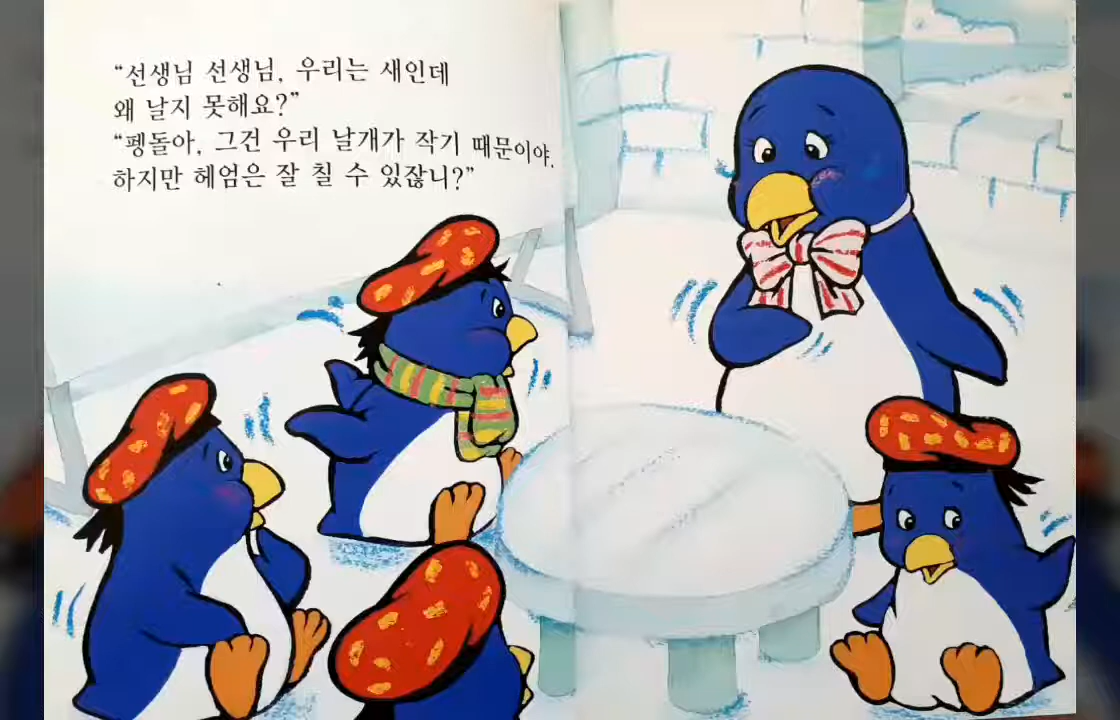 “선생님 선생님, 우리는 새인데
왜 날지 못해요?”
“펭돌아, 그건 우리 날개가 작기 때문이야.
하지만 헤엄은 잘 칠 수 있잖니?”